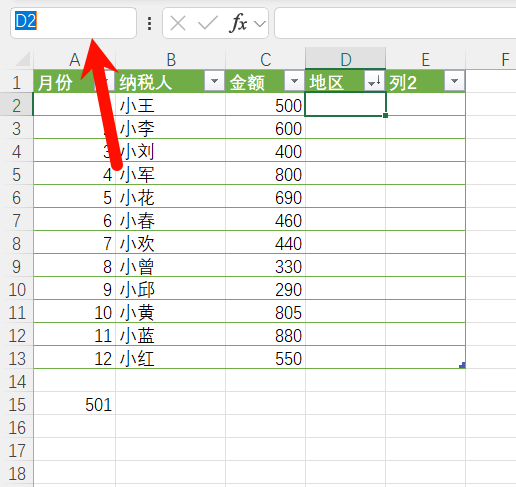 D2 fx
A B C D E F
1 月份 纳税人 金额 地区 列2
2 小王 500
3 小李 600
4 3 小刘 400
5 4 小军 800
6 5 小花 690
7 6 小春 460
8 7 小欢 440
9 8 小曾 330
10 9 小邱 290
11 10 小黄 805
12 11 小蓝 880
13 12 小红 550
14
15 501
16
17
18